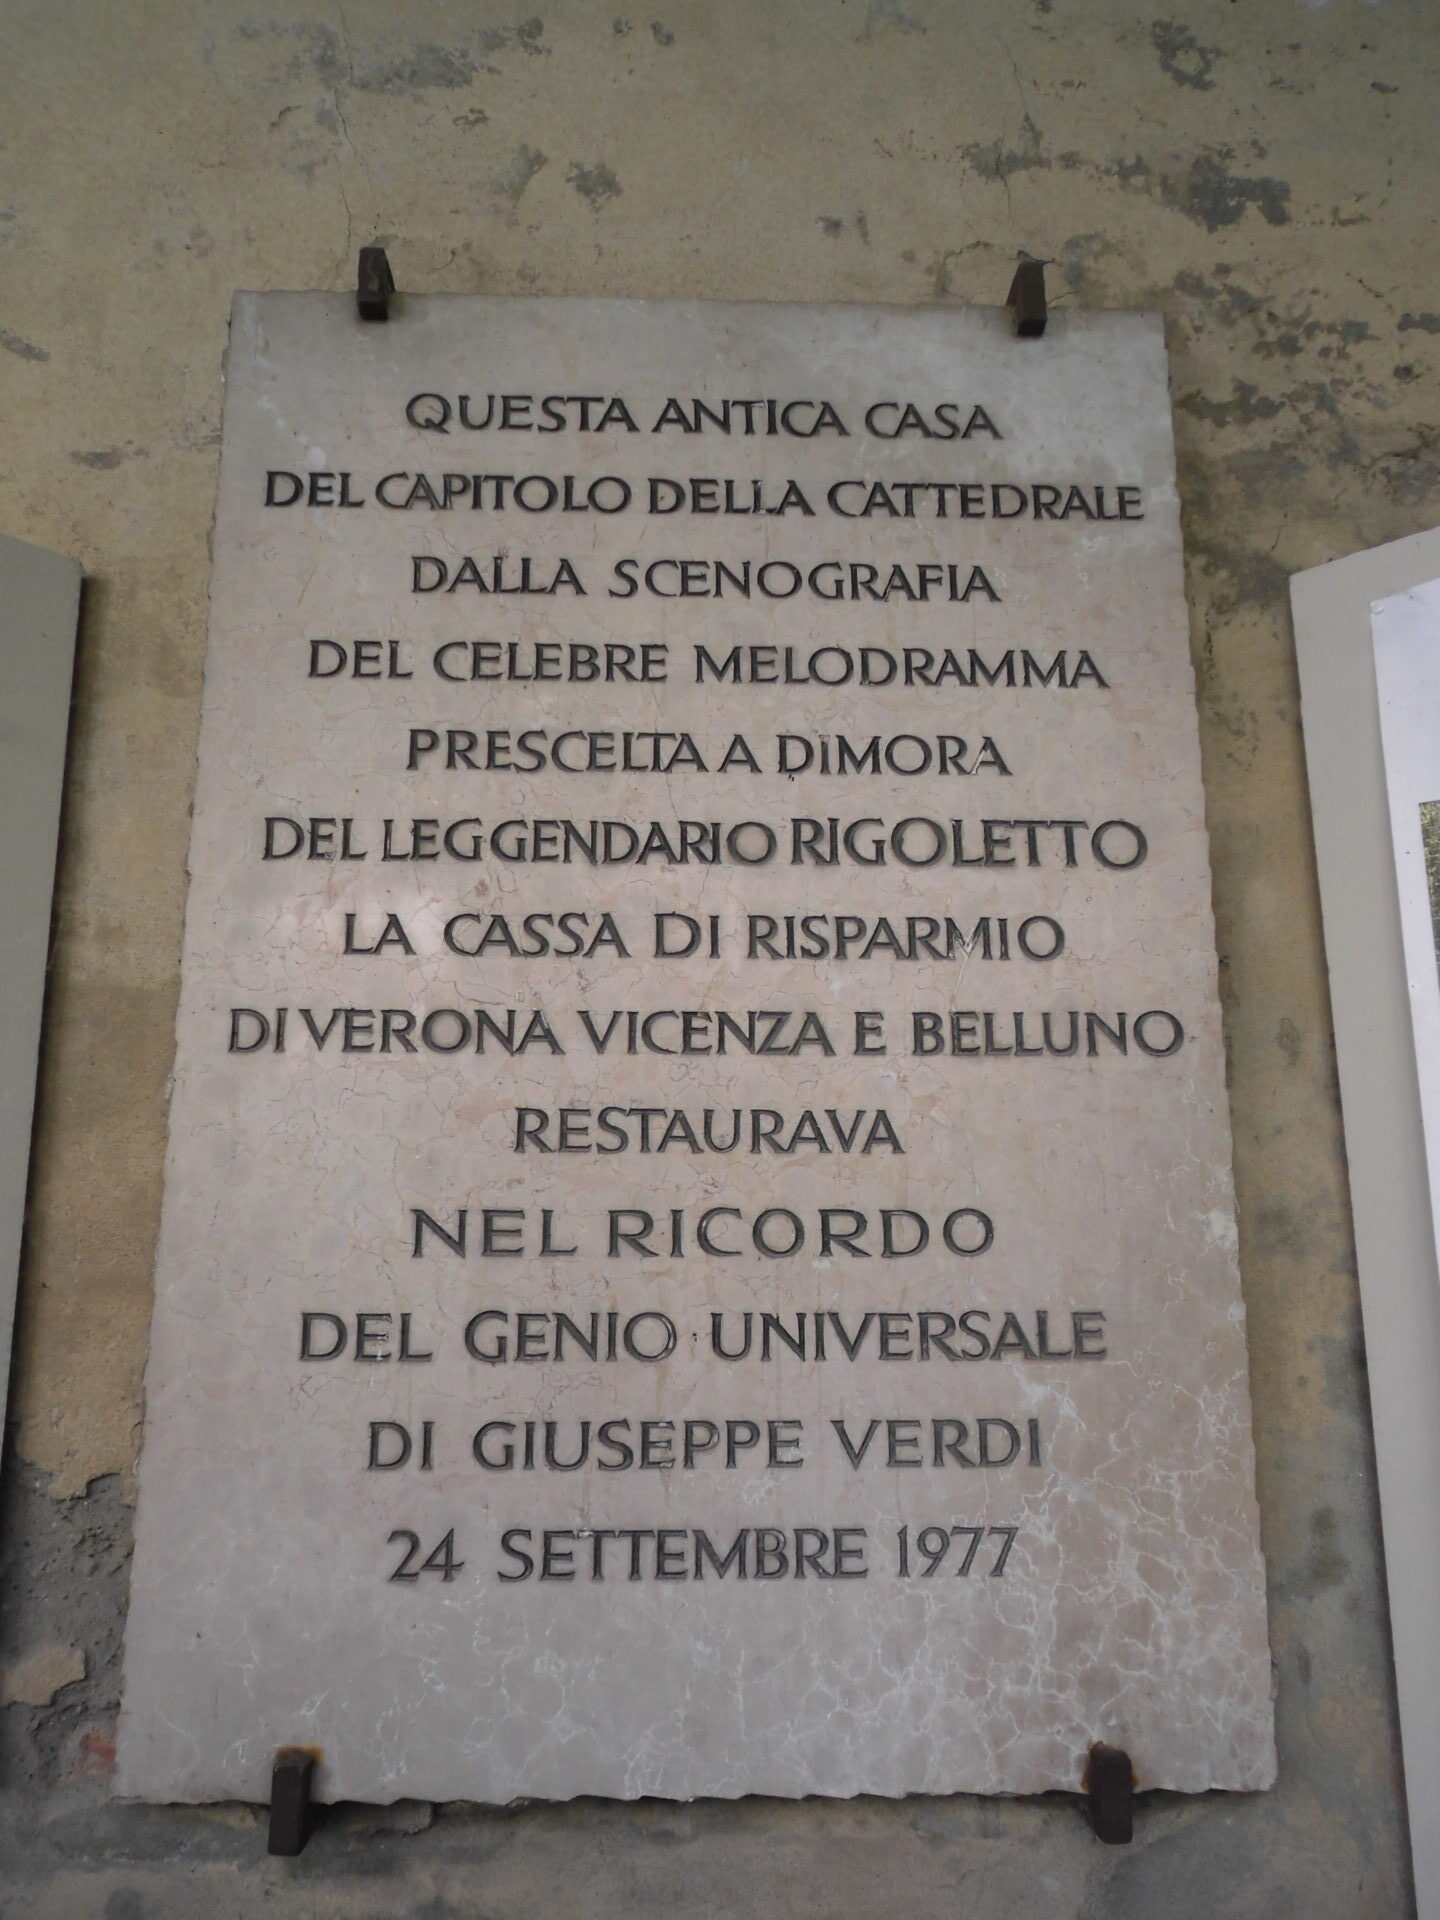 QUESTA ANTICA CASA
DEL CAPITOLO DELLA CATTEDRALE
DALLA SCENOGRAFIA
DEL CELEBRE MELODRAMMA
PRESCELTA A DIMORA
DEL LEGGENDARIO RIGOLETTO
LA CASSA DI RISPARMIO
DI VERONA VICENZA E BELLUNO
RESTAURAVA
NEL RICORDO
DEL GENIO UNIVERSALE
DI GIUSEPPE VERDI
24 SETTEMBRE 1977